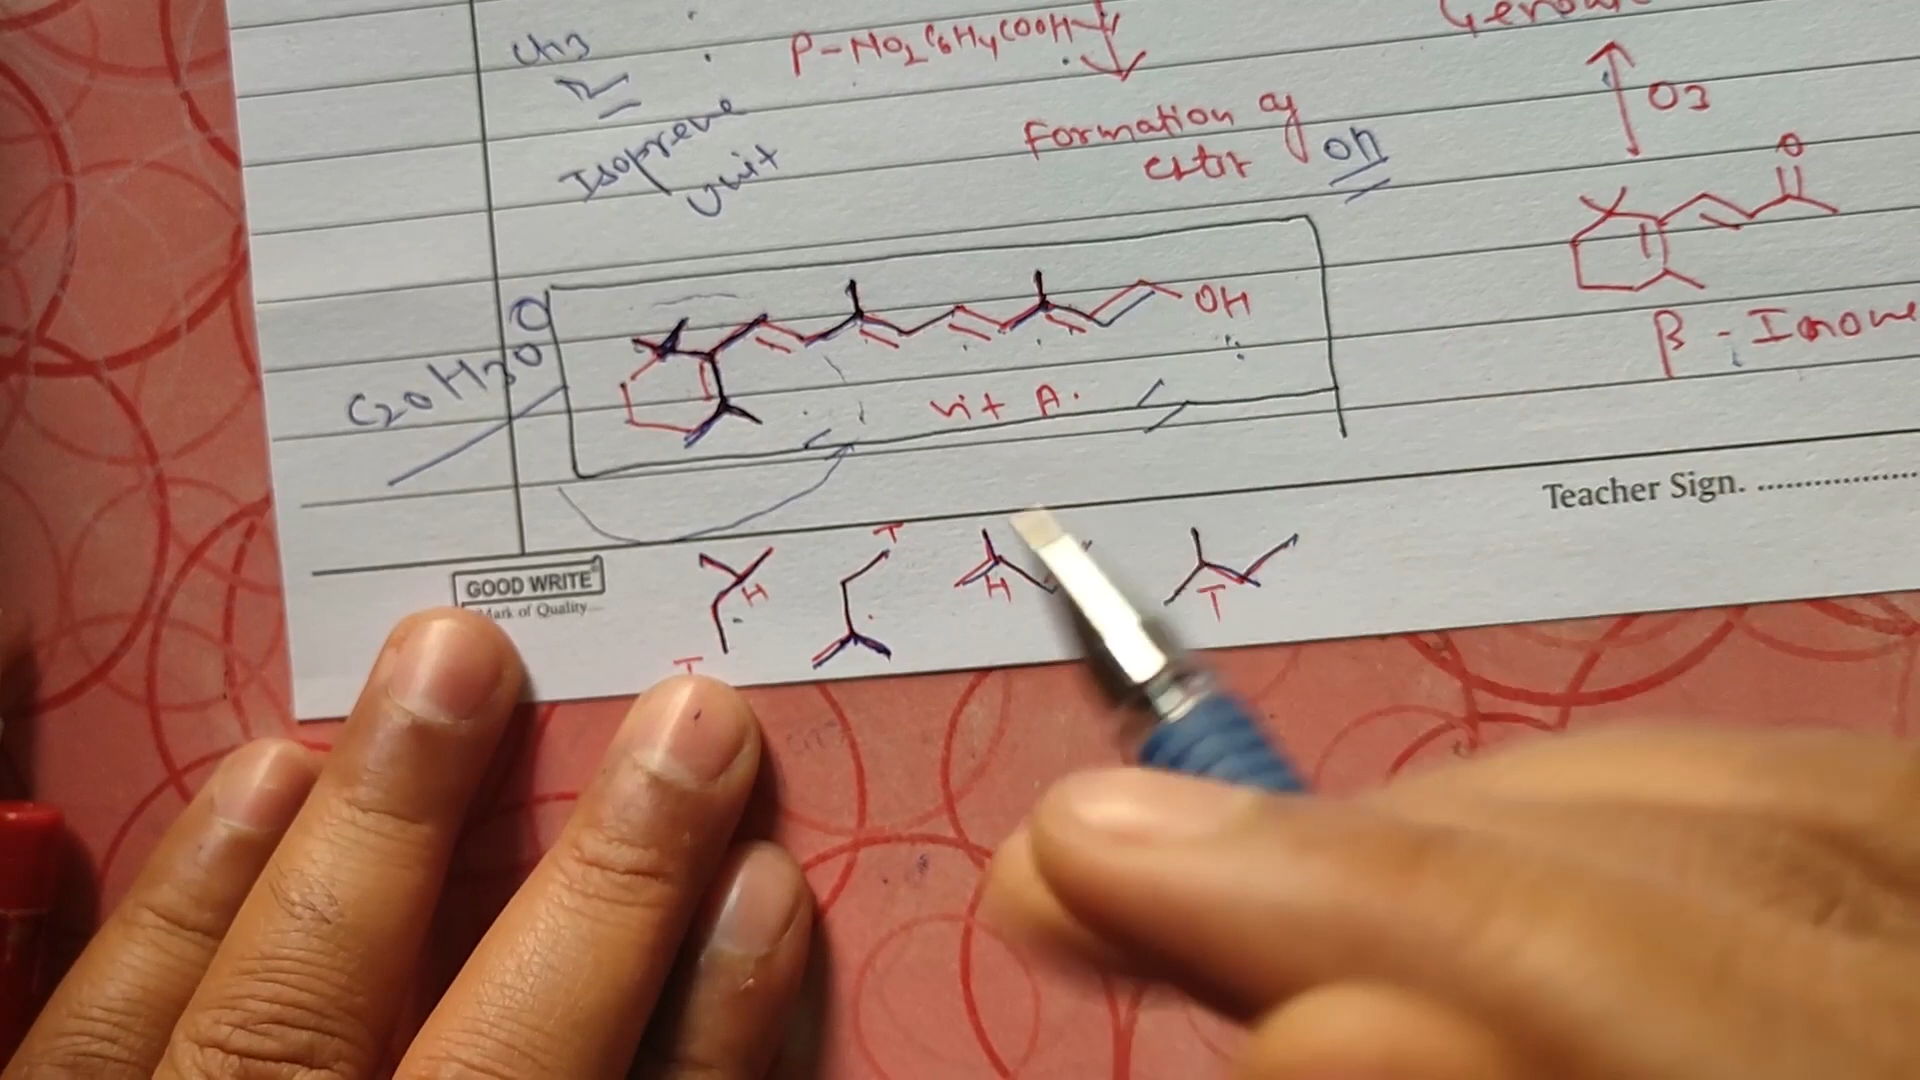 CH3
Isoprene
unit
P-NO2C6H4COOH
Formation of
ester
OH
O3
O
β - Ionone
C20H30O
OH
vit A.
Teacher Sign. ........................
GOOD WRITE
Mark of Quality
H
T
T
H
T